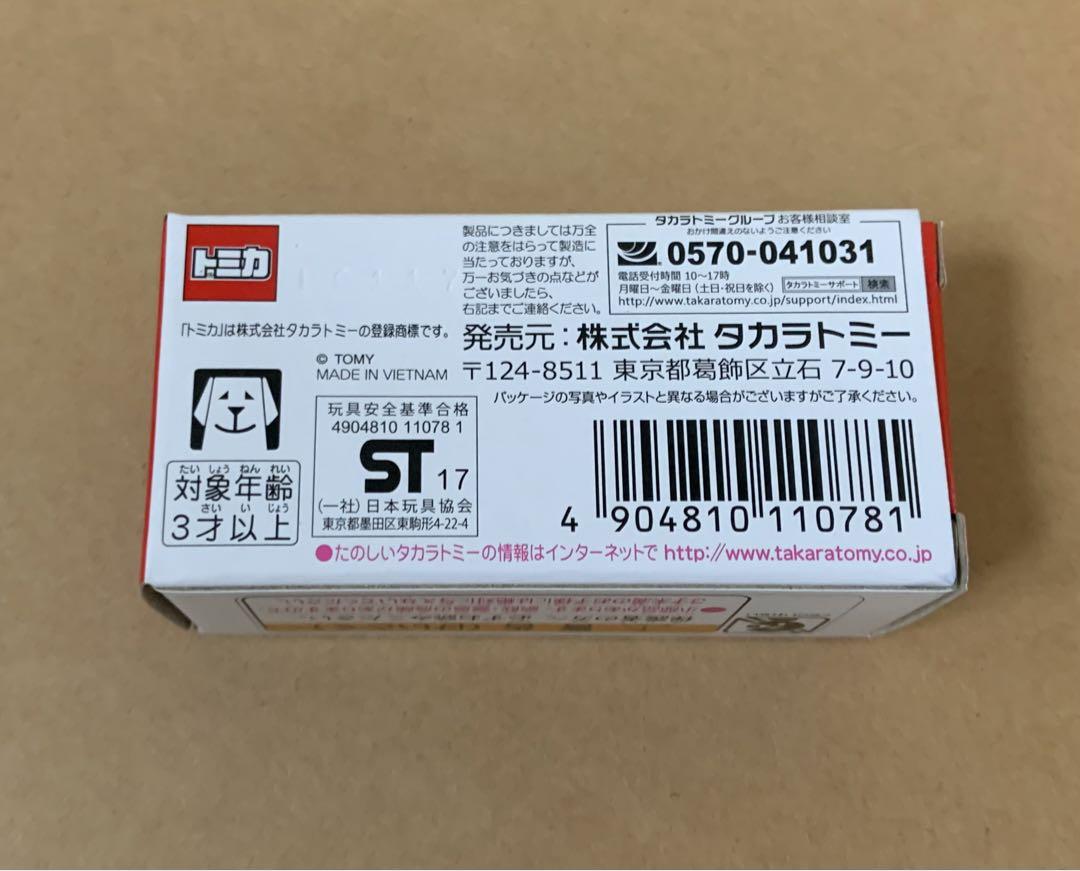 トミカ
「トミカ」は株式会社タカラトミーの登録商標です。
© TOMY
MADE IN VIETNAM
製品につきましては万全
の注意をはらって製造に
当たっておりますが、
万一お気づきの点などが
ございましたら、
右記までご連絡ください。
タカラトミーグループ お客様相談室
おかけ間違えのないようご注意ください
0570-041031
電話受付時間 10〜17時
月曜日〜金曜日 (土日・祝日を除く)
タカラトミーサポート 検索
http://www.takaratomy.co.jp/support/index.html
発売元：株式会社 タカラトミー
〒124-8511 東京都葛飾区立石 7-9-10
パッケージの写真やイラストと異なる場合がございますがご了承ください。
たい しょう ねん れい
対象年齢
さい い じょう
3才以上
玩具安全基準合格
4904810 11078 1
ST 17
(一社)日本玩具協会
東京都墨田区東駒形4-22-4
4 904810 110781
●たのしいタカラトミーの情報はインターネットで http://www.takaratomy.co.jp